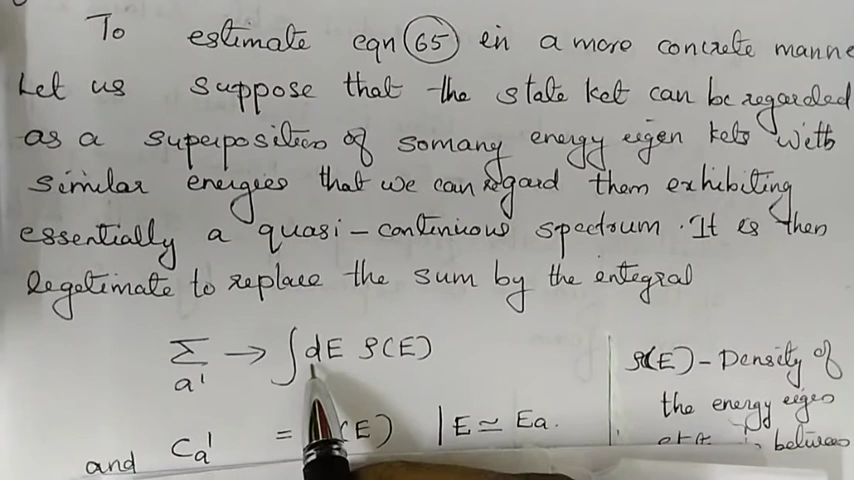 To estimate eqn (65) in a more concrete manne
Let us suppose that the state ket can be regarded
as a superposition of somany energy eigen kets with
similar energies that we can regard them exhibiting
essentially a quasi-continuous spectrum. It is then
legitimate to replace the sum by the integral
∑a' → ∫dE ρ(E)
ρ(E) - Density of
the energy eigen
between
and Ca' = (E) | E ≃ Ea.